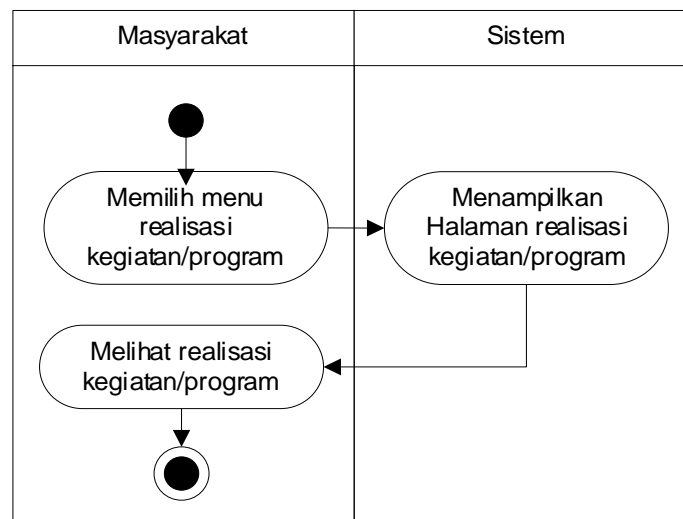 Masyarakat
Sistem
Memilih menu
realisasi
kegiatan/program
Menampilkan
Halaman realisasi
kegiatan/program
Melihat realisasi
kegiatan/program